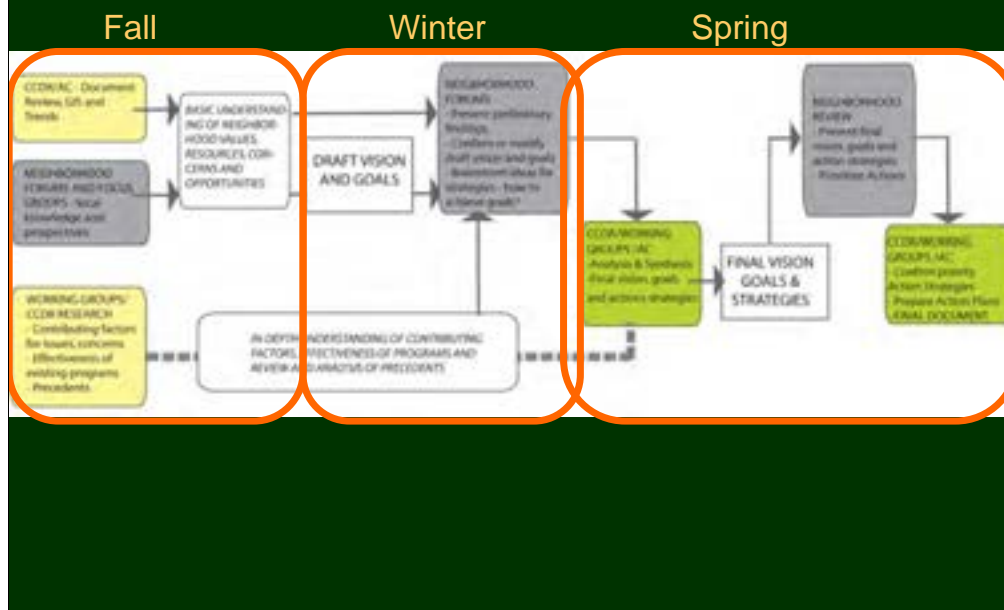 Fall
Winter
Spring
CCDR/AC - Document
Review, GIS and
Trends
NEIGHBORHOOD
FORUMS AND FOCUS
GROUPS - local
knowledge and
perspectives
WORKING GROUPS/
CCDR RESEARCH
- Contributing factors
for issues, concerns
- Effectiveness of
existing programs
- Precedents
BASIC UNDERSTAND-
ING OF NEIGHBOR-
HOOD VALUES,
RESOURCES, CON-
CERNS AND
OPPORTUNITIES
DRAFT VISION
AND GOALS
IN-DEPTH UNDERSTANDING OF CONTRIBUTING
FACTORS, EFFECTIVENESS OF PROGRAMS AND
REVIEW AND ANALYSIS OF PRECEDENTS
NEIGHBORHOOD
FORUMS
- Present preliminary
findings,
- Confirm or modify
draft vision and goals
- Brainstorm ideas for
strategies - how to
achieve goals?
CCDR/WORKING
GROUPS /AC
- Analysis & Synthesis
- Final vision, goals
and actions strategies
FINAL VISION
GOALS &
STRATEGIES
NEIGHBORHOOD
REVIEW
- Present final
vision, goals and
action strategies
- Prioritize Actions
CCDR/WORKING
GROUPS /AC
- Confirm priority
Action Strategies
- Prepare Action Plans
FINAL DOCUMENT